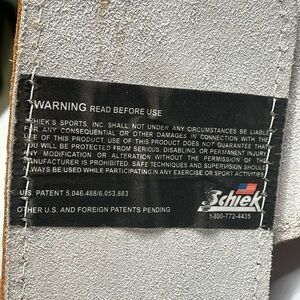 WARNING READ BEFORE USE
SCHIEK'S SPORTS, INC. SHALL NOT UNDER ANY CIRCUMSTANCES BE LIABLE
FOR ANY CONSEQUENTIAL OR OTHER DAMAGES IN CONNECTION WITH THE
USE OF THIS PRODUCT. USE OF THIS PRODUCT DOES NOT GUARANTEE THAT
YOU WILL BE PROTECTED FROM SERIOUS, DISABLING, OR PERMANENT INJURY.
ANY MODIFICATION OR ALTERATION WITHOUT THE PERMISSION OF THE
MANUFACTURER IS PROHIBITED. SAFE TECHNIQUES AND SUPERVISION SHOULD
ALWAYS BE USED WHILE PARTICIPATING IN ANY EXERCISE OR SPORT ACTIVITIES.
U.S. PATENT 5,046,488/6,053,883
Schiek
OTHER U.S. AND FOREIGN PATENTS PENDING
1-800-772-4435